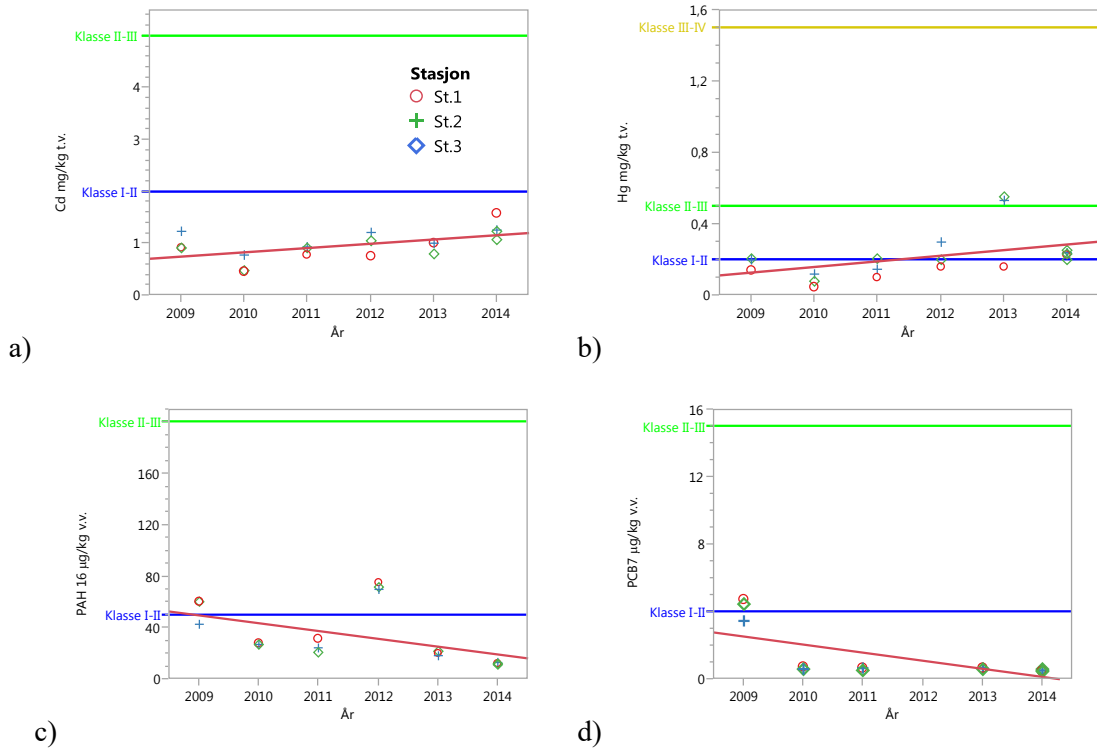 Klasse II-III
4
3
Klasse I-II
1
0
Cd mg/kg t.v.
Stasjon
St.1
St.2
St.3
2009 2010 2011 2012 2013 2014
År
a)
1,6
Klasse III-IV
1,2
0,8
Klasse II-III
0,4
Klasse I-II
0,0
Hg mg/kg t.v.
2009 2010 2011 2012 2013 2014
År
b)
Klasse II-III
160
120
80
Klasse I-II
40
0
PAH 16 µg/kg v.v.
2009 2010 2011 2012 2013 2014
År
c)
16
Klasse II-III
12
8
Klasse I-II
4
0
PCB7 µg/kg v.v.
2009 2010 2011 2012 2013 2014
År
d)